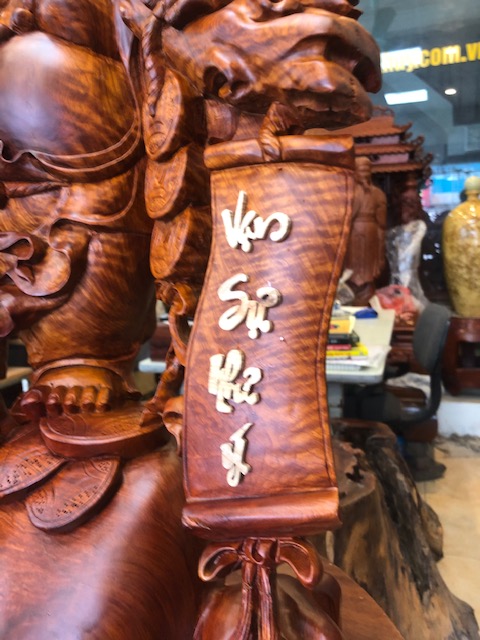 Vạn
Sự
Như
Ý
.com.vn